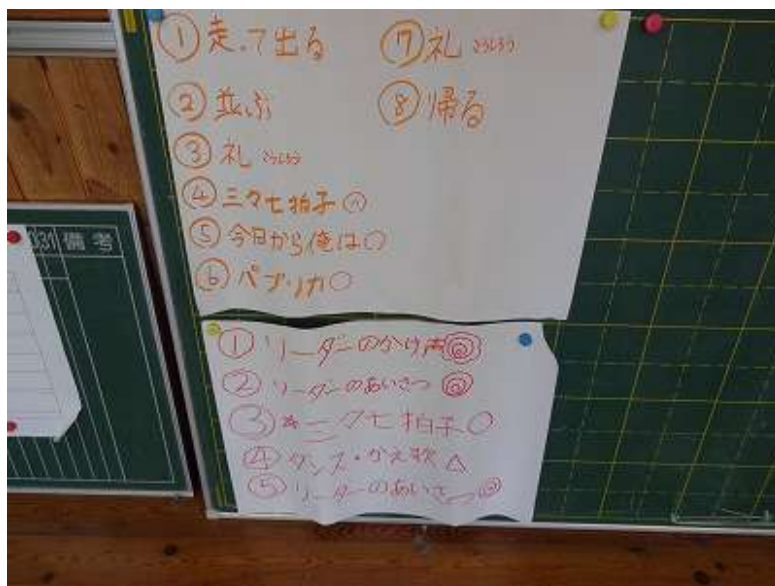 ①走って出る
②並ぶ
③礼
④三々七拍子
⑤今日から俺は○
⑥パプリカ○
⑦礼
⑧帰る
①リーダーのかけ声◎
②リーダーのあいさつ◎
③三々七拍子○
④ダンス・かえ歌△
⑤リーダーのあいさつ◎
31 備考